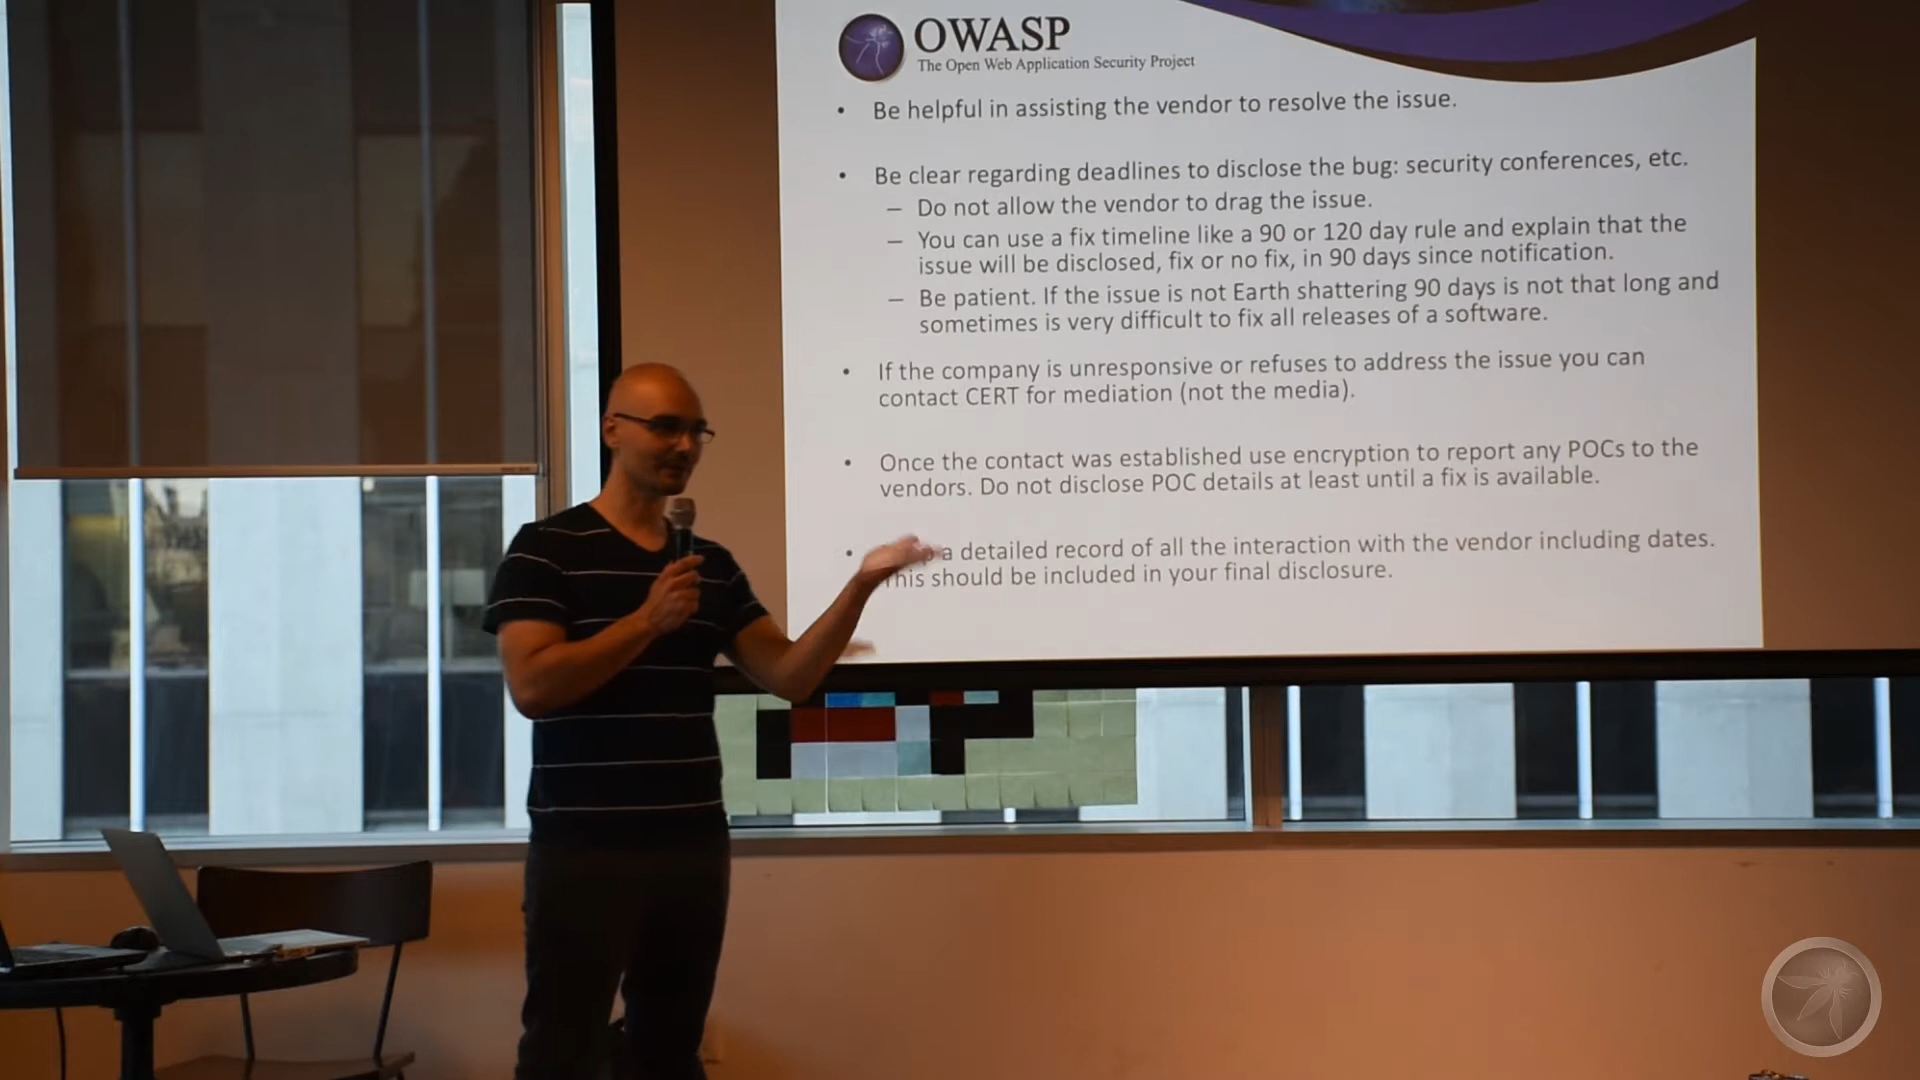 OWASP
The Open Web Application Security Project
• Be helpful in assisting the vendor to resolve the issue.
• Be clear regarding deadlines to disclose the bug: security conferences, etc.
– Do not allow the vendor to drag the issue.
– You can use a fix timeline like a 90 or 120 day rule and explain that the
issue will be disclosed, fix or no fix, in 90 days since notification.
– Be patient. If the issue is not Earth shattering 90 days is not that long and
sometimes is very difficult to fix all releases of a software.
• If the company is unresponsive or refuses to address the issue you can
contact CERT for mediation (not the media).
• Once the contact was established use encryption to report any POCs to the
vendors. Do not disclose POC details at least until a fix is available.
• a detailed record of all the interaction with the vendor including dates.
This should be included in your final disclosure.